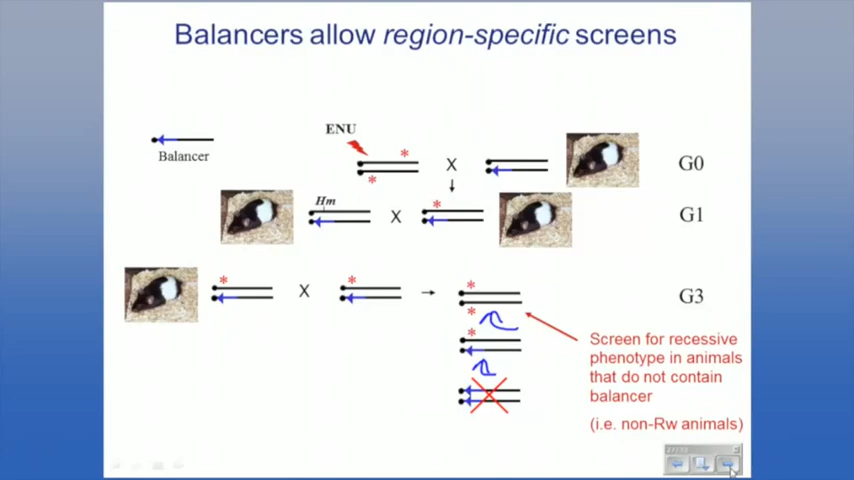 Balancers allow region-specific screens
ENU
Balancer
X
G0
Hm
X
G1
X
G3
Screen for recessive
phenotype in animals
that do not contain
balancer
(i.e. non-Rw animals)